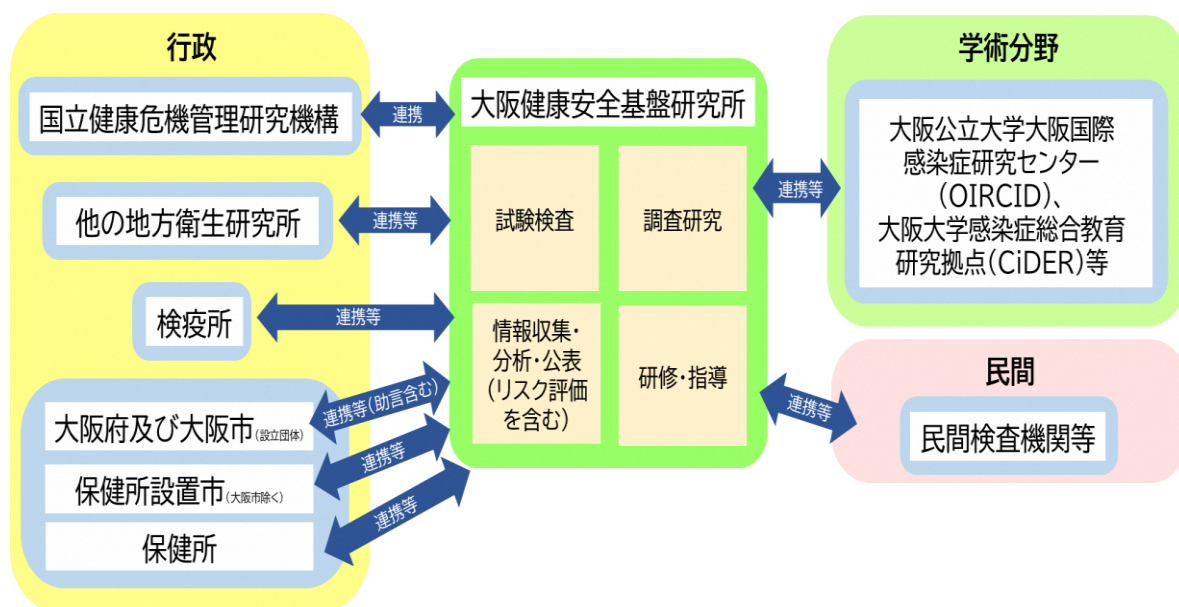 行政
国立健康危機管理研究機構
連携
他の地方衛生研究所
連携等
検疫所
連携等
大阪府及び大阪市(設立団体)
連携等(助言含む)
保健所設置市(大阪市除く)
連携等
保健所
連携等
大阪健康安全基盤研究所
試験検査
調査研究
情報収集・
分析・公表
(リスク評価
を含む)
研修・指導
学術分野
連携等
大阪公立大学大阪国際
感染症研究センター
(OIRCID)、
大阪大学感染症総合教育
研究拠点(CiDER)等
民間
連携等
民間検査機関等